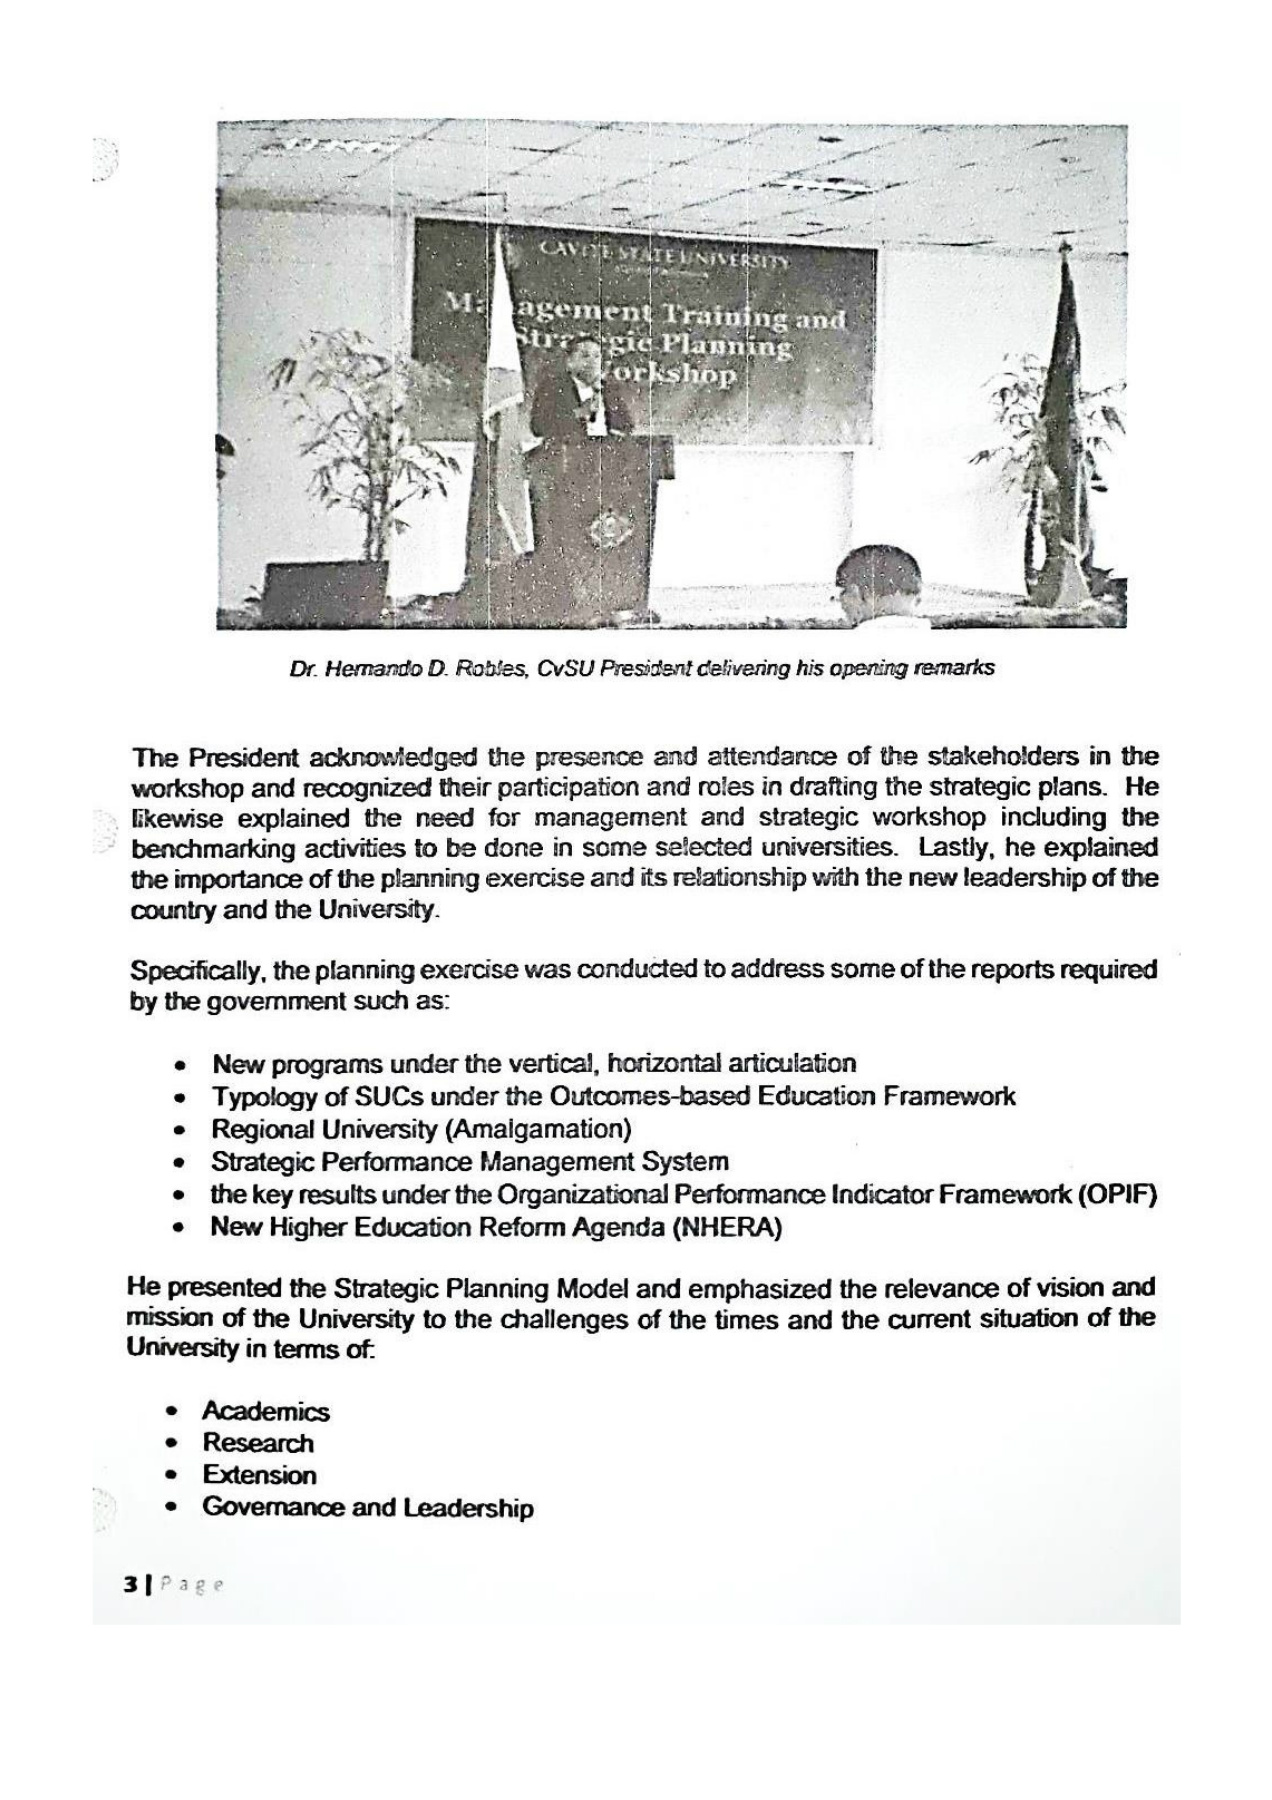 CAVITE STATE UNIVERSITY
Management Training and
Strategic Planning
Workshop
Dr. Hernando D. Robles, CvSU President delivering his opening remarks
The President acknowledged the presence and attendance of the stakeholders in the
workshop and recognized their participation and roles in drafting the strategic plans. He
likewise explained the need for management and strategic workshop including the
benchmarking activities to be done in some selected universities. Lastly, he explained
the importance of the planning exercise and its relationship with the new leadership of the
country and the University.
Specifically, the planning exercise was conducted to address some of the reports required
by the government such as:
• New programs under the vertical, horizontal articulation
• Typology of SUCs under the Outcomes-based Education Framework
• Regional University (Amalgamation)
• Strategic Performance Management System
• the key results under the Organizational Performance Indicator Framework (OPIF)
• New Higher Education Reform Agenda (NHERA)
He presented the Strategic Planning Model and emphasized the relevance of vision and
mission of the University to the challenges of the times and the current situation of the
University in terms of:
• Academics
• Research
• Extension
• Governance and Leadership
3 | Page